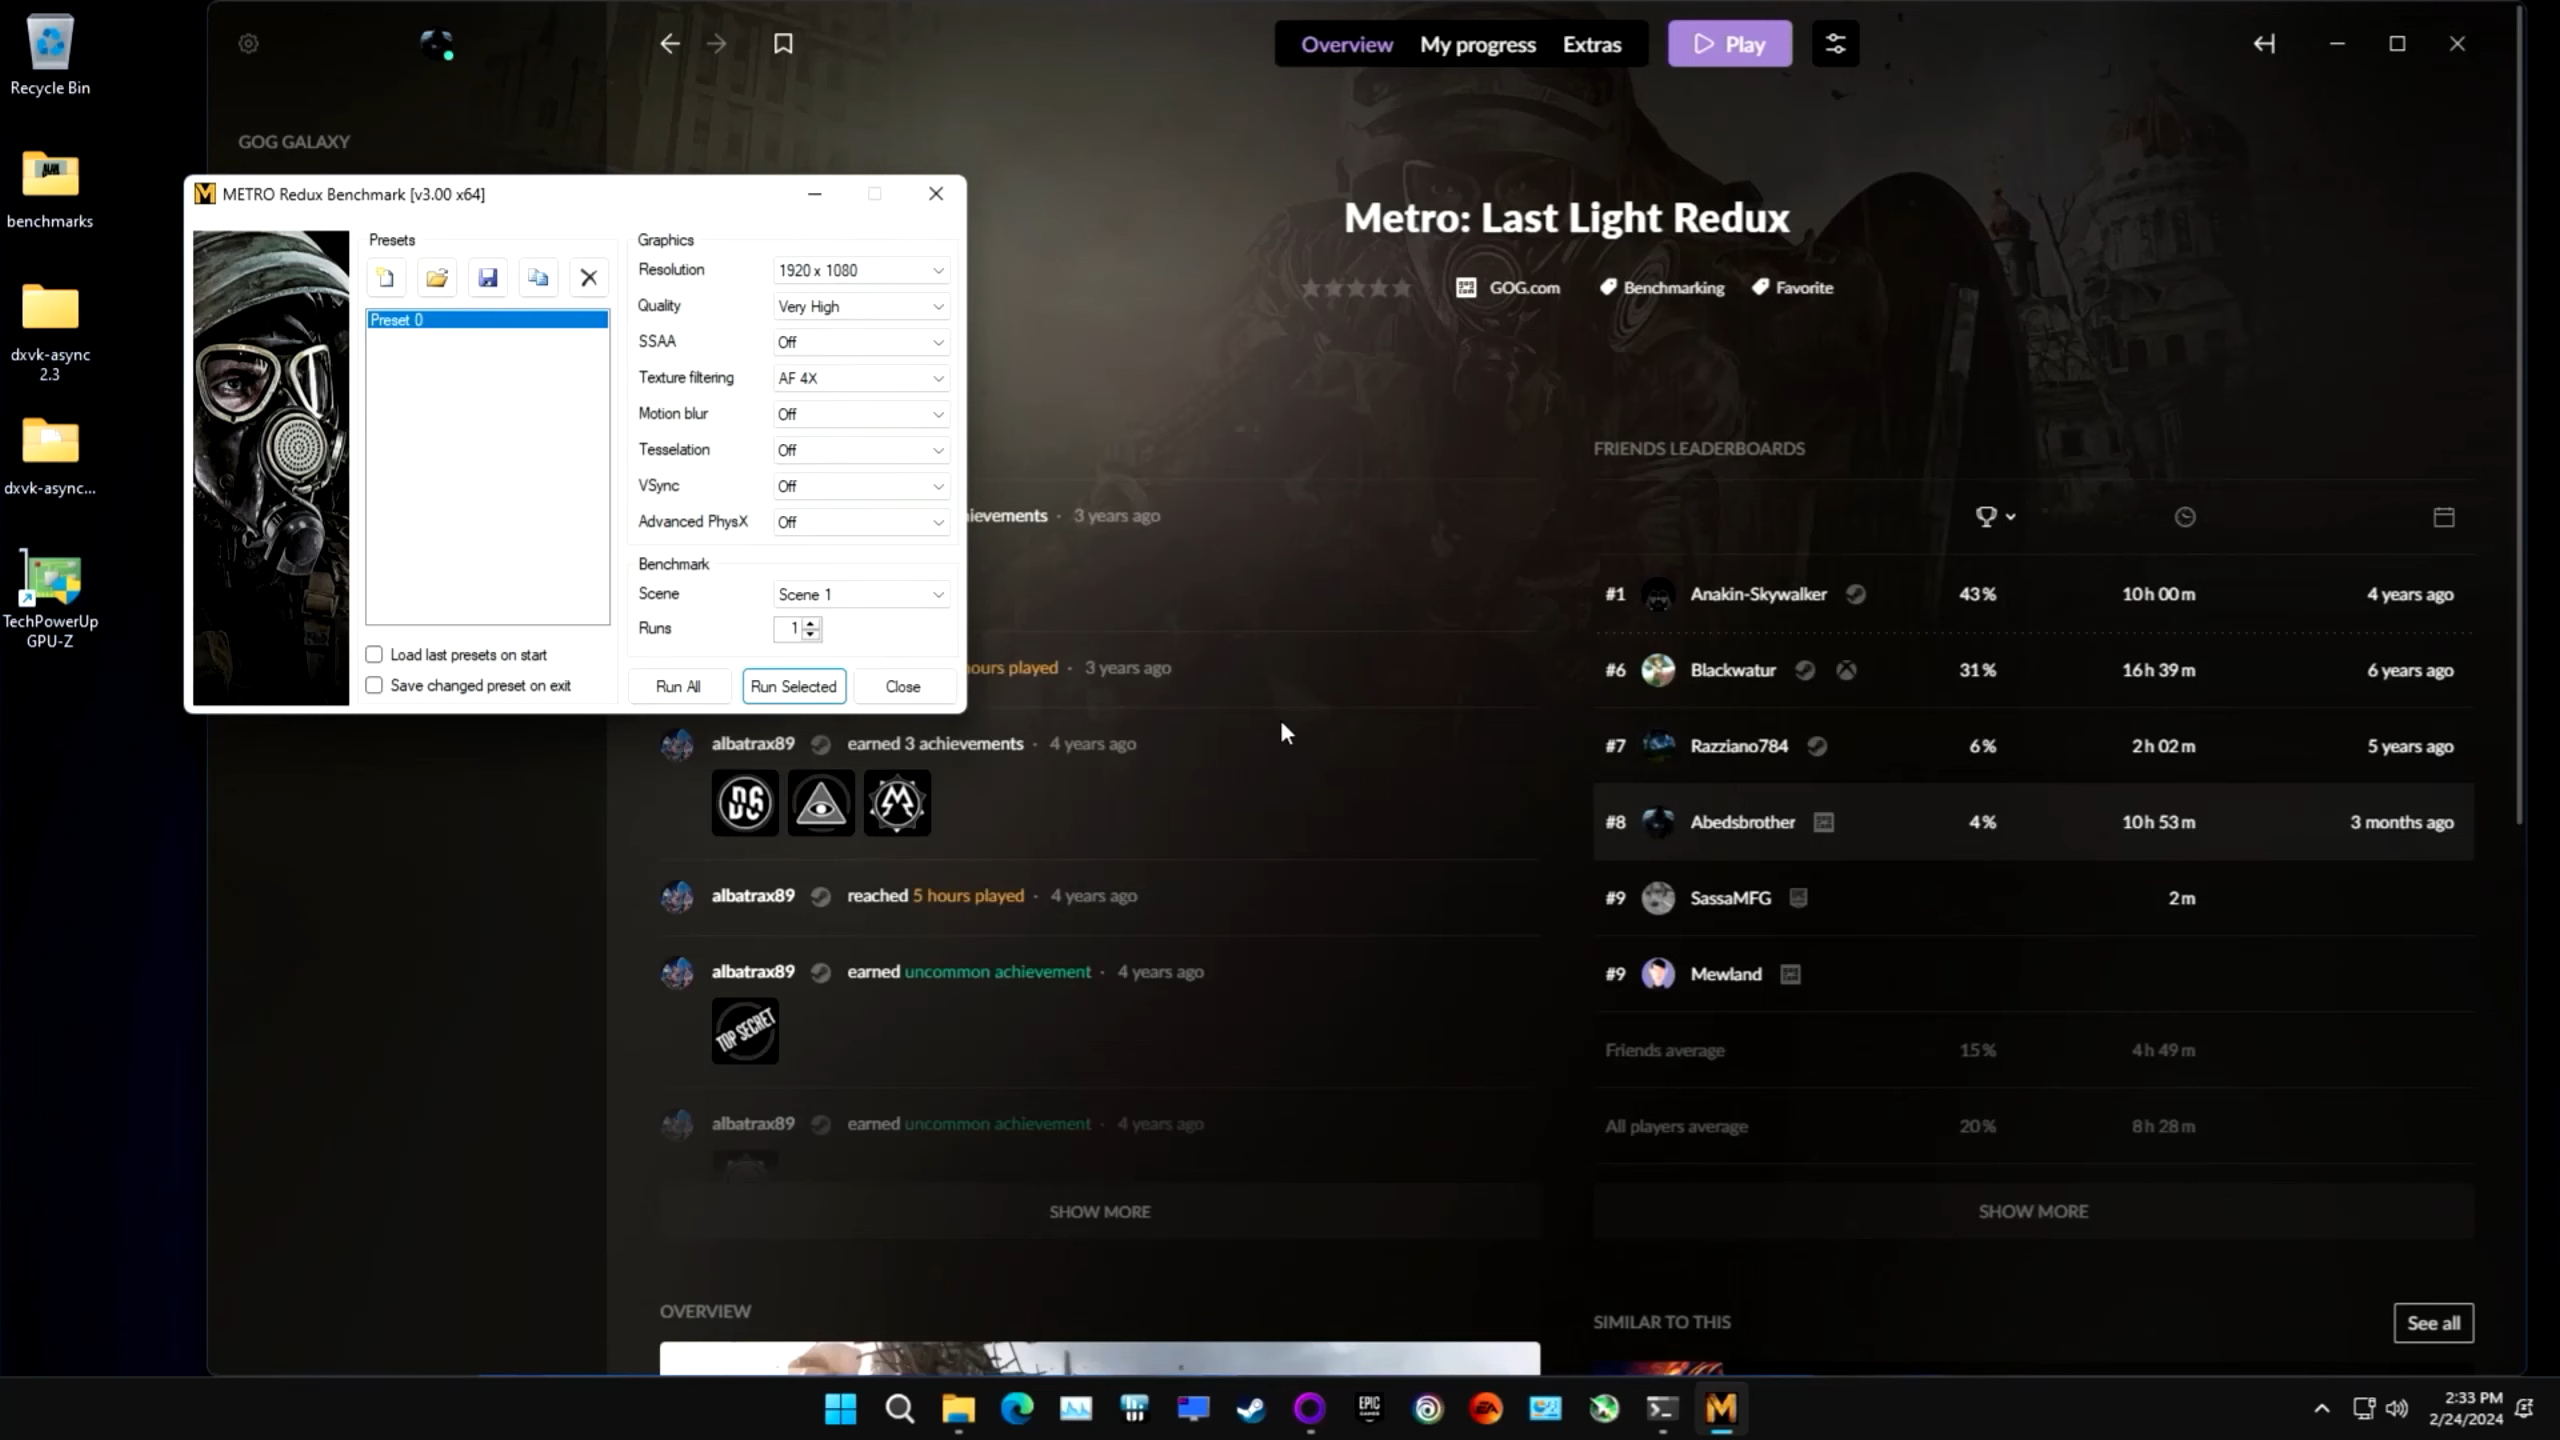 Recycle Bin
benchmarks
dxvk-async
2.3
dxvk-async...
TechPowerUp
GPU-Z
GOG GALAXY
Overview
My progress
Extras
Play
Metro: Last Light Redux
GOG.com
Benchmarking
Favorite
METRO Redux Benchmark [v3.00 x64]
Presets
Preset 0
Load last presets on start
Save changed preset on exit
Graphics
Resolution 1920 x 1080
Quality Very High
SSAA Off
Texture filtering AF 4X
Motion blur Off
Tesselation Off
VSync Off
Advanced PhysX Off
Benchmark
Scene Scene 1
Runs 1
Run All
Run Selected
Close
ievements · 3 years ago
ours played · 3 years ago
albatrax89 earned 3 achievements · 4 years ago
D6
albatrax89 reached 5 hours played · 4 years ago
albatrax89 earned uncommon achievement · 4 years ago
TOP SECRET
albatrax89 earned uncommon achievement · 4 years ago
SHOW MORE
OVERVIEW
FRIENDS LEADERBOARDS
#1 Anakin-Skywalker 43% 10h 00m 4 years ago
#6 Blackwatur 31% 16h 39m 6 years ago
#7 Razziano784 6% 2h 02m 5 years ago
#8 Abedsbrother 4% 10h 53m 3 months ago
#9 SassaMFG 2m
#9 Mewland
Friends average 15% 4h 49m
All players average 20% 8h 28m
SHOW MORE
SIMILAR TO THIS
See all
EPIC
GAMES
EA
2:33 PM
2/24/2024